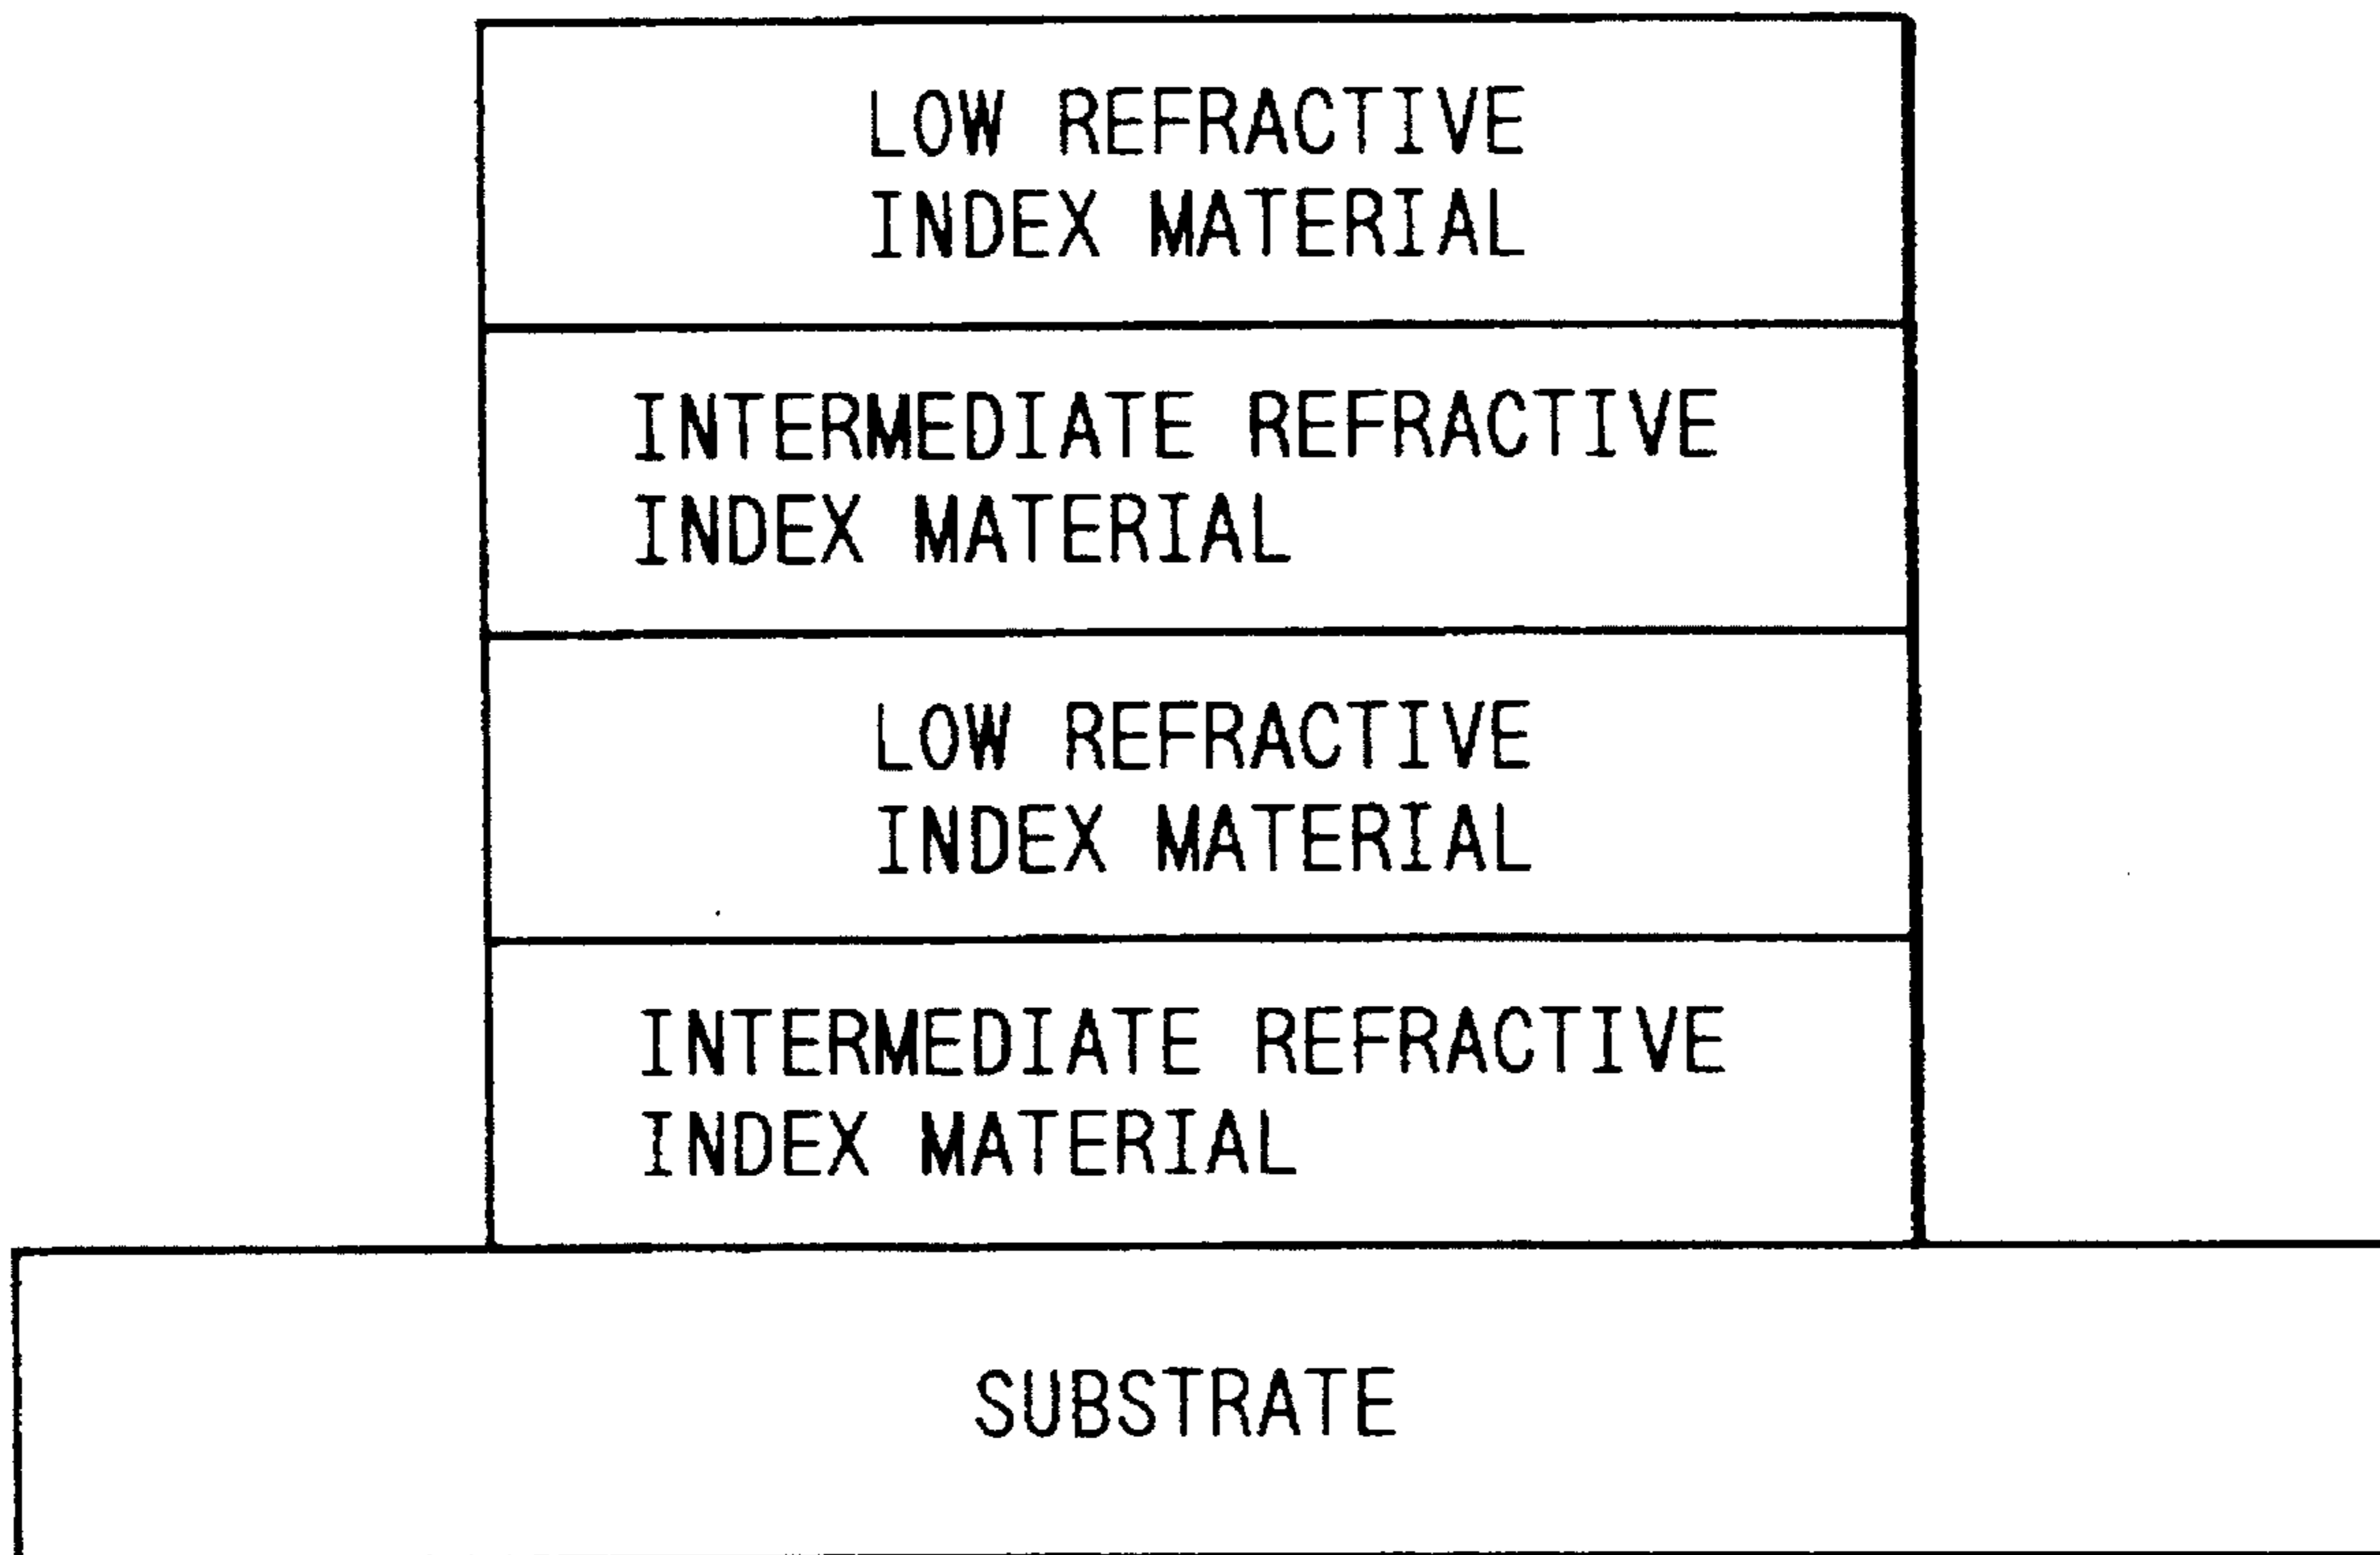 LOW REFRACTIVE
INDEX MATERIAL
INTERMEDIATE REFRACTIVE
INDEX MATERIAL
LOW REFRACTIVE
INDEX MATERIAL
INTERMEDIATE REFRACTIVE
INDEX MATERIAL
SUBSTRATE